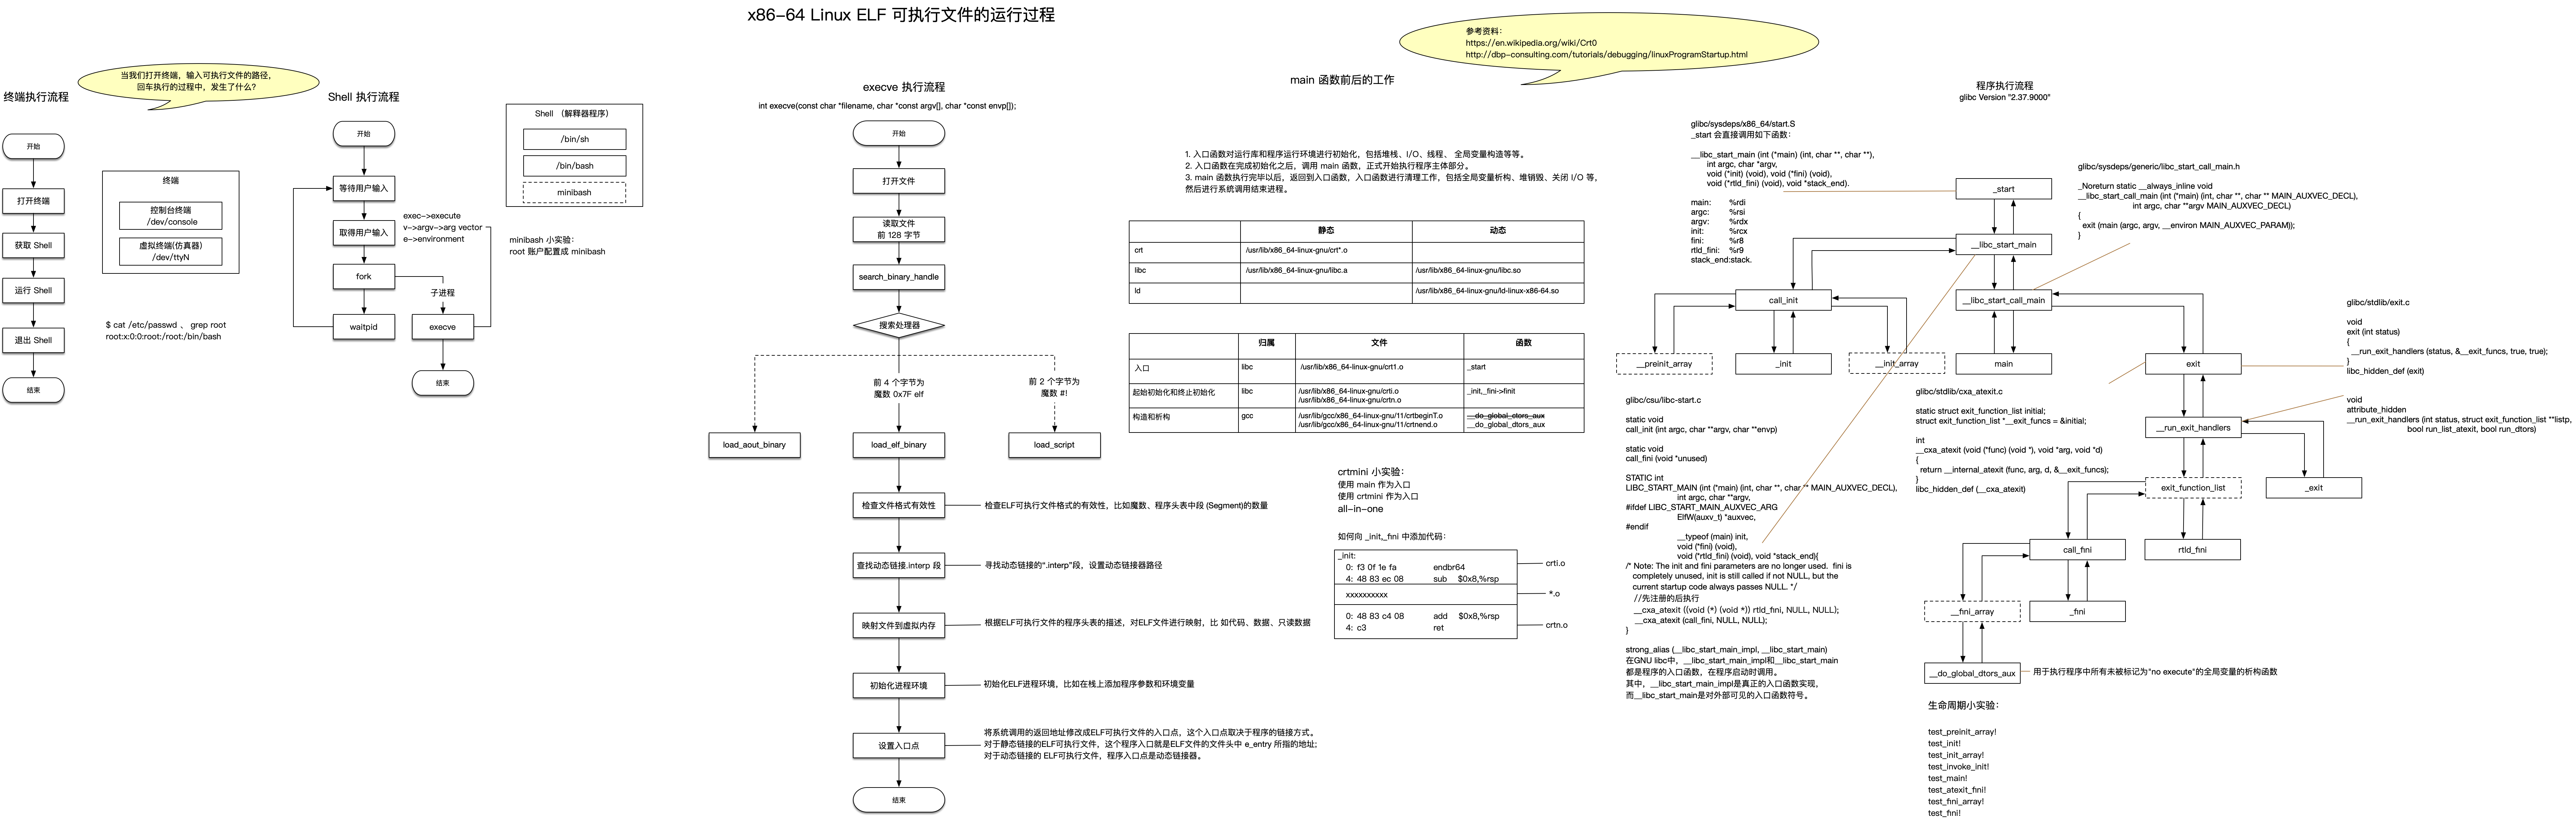 x86-64 Linux ELF 可执行文件的运行过程
终端执行流程
开始
打开终端
获取 Shell
运行 Shell
退出 Shell
结束
当我们打开终端，输入可执行文件的路径，
回车执行的过程中，发生了什么？
终端
控制台终端
/dev/console
虚拟终端(仿真器)
/dev/ttyN
$ cat /etc/passwd 、 grep root
root:x:0:0:root:/root:/bin/bash
Shell 执行流程
开始
等待用户输入
取得用户输入
fork
waitpid
exec->execute
v->argv->arg vector
e->environment
子进程
execve
结束
Shell （解释器程序）
/bin/sh
/bin/bash
minibash
minibash 小实验：
root 账户配置成 minibash
execve 执行流程
int execve(const char *filename, char *const argv[], char *const envp[]);
开始
打开文件
读取文件
前 128 字节
search_binary_handle
搜索处理器
前 4 个字节为
魔数 0x7F elf
前 2 个字节为
魔数 #!
load_aout_binary
load_elf_binary
load_script
检查文件格式有效性
检查ELF可执行文件格式的有效性，比如魔数、程序头表中段 (Segment)的数量
查找动态链接.interp 段
寻找动态链接的“.interp”段，设置动态链接器路径
映射文件到虚拟内存
根据ELF可执行文件的程序头表的描述，对ELF文件进行映射，比 如代码、数据、只读数据
初始化进程环境
初始化ELF进程环境，比如在栈上添加程序参数和环境变量
设置入口点
将系统调用的返回地址修改成ELF可执行文件的入口点，这个入口点取决于程序的链接方式。
对于静态链接的ELF可执行文件，这个程序入口就是ELF文件的文件头中 e_entry 所指的地址;
对于动态链接的 ELF可执行文件，程序入口点是动态链接器。
结束
main 函数前后的工作
参考资料：
https://en.wikipedia.org/wiki/Crt0
http://dbp-consulting.com/tutorials/debugging/linuxProgramStartup.html
1. 入口函数对运行库和程序运行环境进行初始化，包括堆栈、I/O、线程、 全局变量构造等等。
2. 入口函数在完成初始化之后，调用 main 函数，正式开始执行程序主体部分。
3. main 函数执行完毕以后，返回到入口函数，入口函数进行清理工作，包括全局变量析构、堆销毁、关闭 I/O 等，
然后进行系统调用结束进程。
静态 动态
crt /usr/lib/x86_64-linux-gnu/crt*.o
libc /usr/lib/x86_64-linux-gnu/libc.a /usr/lib/x86_64-linux-gnu/libc.so
ld /usr/lib/x86_64-linux-gnu/ld-linux-x86-64.so
归属 文件 函数
入口 libc /usr/lib/x86_64-linux-gnu/crt1.o _start
起始初始化和终止初始化 libc /usr/lib/x86_64-linux-gnu/crti.o _init,_fini->finit
/usr/lib/x86_64-linux-gnu/crtn.o
构造和析构 gcc /usr/lib/gcc/x86_64-linux-gnu/11/crtbeginT.o __do_global_ctors_aux
/usr/lib/gcc/x86_64-linux-gnu/11/crtnend.o __do_global_dtors_aux
crtmini 小实验：
使用 main 作为入口
使用 crtmini 作为入口
all-in-one
如何向 _init,_fini 中添加代码：
_init:
0: f3 0f 1e fa endbr64
4: 48 83 ec 08 sub $0x8,%rsp
crti.o
xxxxxxxxxx
*.o
0: 48 83 c4 08 add $0x8,%rsp
4: c3 ret
crtn.o
程序执行流程
glibc Version "2.37.9000"
glibc/sysdeps/x86_64/start.S
_start 会直接调用如下函数：
__libc_start_main (int (*main) (int, char **, char **),
int argc, char *argv,
void (*init) (void), void (*fini) (void),
void (*rtld_fini) (void), void *stack_end).
main: %rdi
argc: %rsi
argv: %rdx
init: %rcx
fini: %r8
rtld_fini: %r9
stack_end:stack.
_start
__libc_start_main
call_init
__libc_start_call_main
__preinit_array
_init
__init_array
main
exit
__run_exit_handlers
exit_function_list
_exit
call_fini
rtld_fini
__fini_array
_fini
__do_global_dtors_aux
用于执行程序中所有未被标记为"no execute"的全局变量的析构函数
glibc/sysdeps/generic/libc_start_call_main.h
_Noreturn static __always_inline void
__libc_start_call_main (int (*main) (int, char **, char ** MAIN_AUXVEC_DECL),
int argc, char **argv MAIN_AUXVEC_DECL)
{
exit (main (argc, argv, __environ MAIN_AUXVEC_PARAM));
}
glibc/stdlib/exit.c
void
exit (int status)
{
__run_exit_handlers (status, &__exit_funcs, true, true);
}
libc_hidden_def (exit)
void
attribute_hidden
__run_exit_handlers (int status, struct exit_function_list **listp,
bool run_list_atexit, bool run_dtors)
glibc/stdlib/cxa_atexit.c
static struct exit_function_list initial;
struct exit_function_list *__exit_funcs = &initial;
int
__cxa_atexit (void (*func) (void *), void *arg, void *d)
{
return __internal_atexit (func, arg, d, &__exit_funcs);
}
libc_hidden_def (__cxa_atexit)
glibc/csu/libc-start.c
static void
call_init (int argc, char **argv, char **envp)
static void
call_fini (void *unused)
STATIC int
LIBC_START_MAIN (int (*main) (int, char **, char ** MAIN_AUXVEC_DECL),
int argc, char **argv,
#ifdef LIBC_START_MAIN_AUXVEC_ARG
ElfW(auxv_t) *auxvec,
#endif
__typeof (main) init,
void (*fini) (void),
void (*rtld_fini) (void), void *stack_end){
/* Note: The init and fini parameters are no longer used.  fini is
completely unused, init is still called if not NULL, but the
current startup code always passes NULL. */
//先注册的后执行
__cxa_atexit ((void (*) (void *)) rtld_fini, NULL, NULL);
__cxa_atexit (call_fini, NULL, NULL);
}
strong_alias (__libc_start_main_impl, __libc_start_main)
在GNU libc中，__libc_start_main_impl和__libc_start_main
都是程序的入口函数，在程序启动时调用。
其中，__libc_start_main_impl是真正的入口函数实现，
而__libc_start_main是对外部可见的入口函数符号。
生命周期小实验：
test_preinit_array!
test_init!
test_init_array!
test_invoke_init!
test_main!
test_atexit_fini!
test_fini_array!
test_fini!